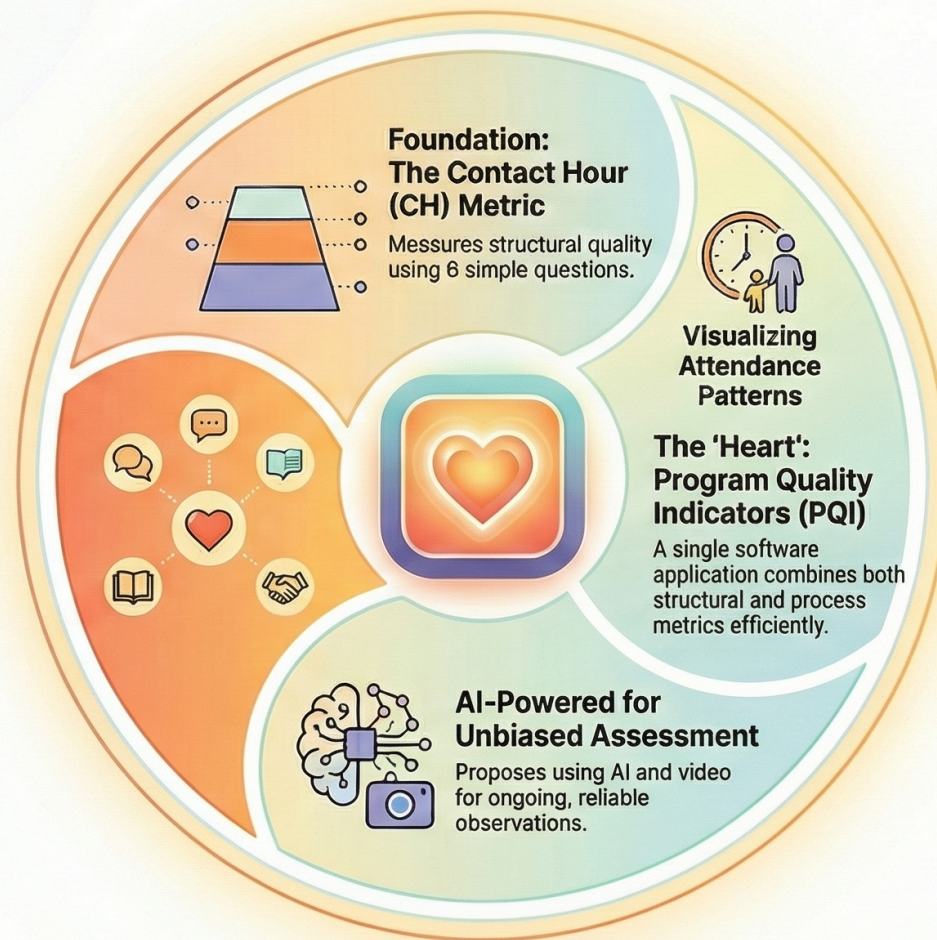 Foundation:
The Contact Hour
(CH) Metric
Messures structural quality
using 6 simple questions.
Visualizing
Attendance
Patterns
The ‘Heart‘:
Program Quality
Indicators (PQI)
A single software
application combines both
structural and process
metrics efficiently.
AI-Powered for
Unbiased Assessment
Proposes using AI and video
for ongoing, reliable
observations.